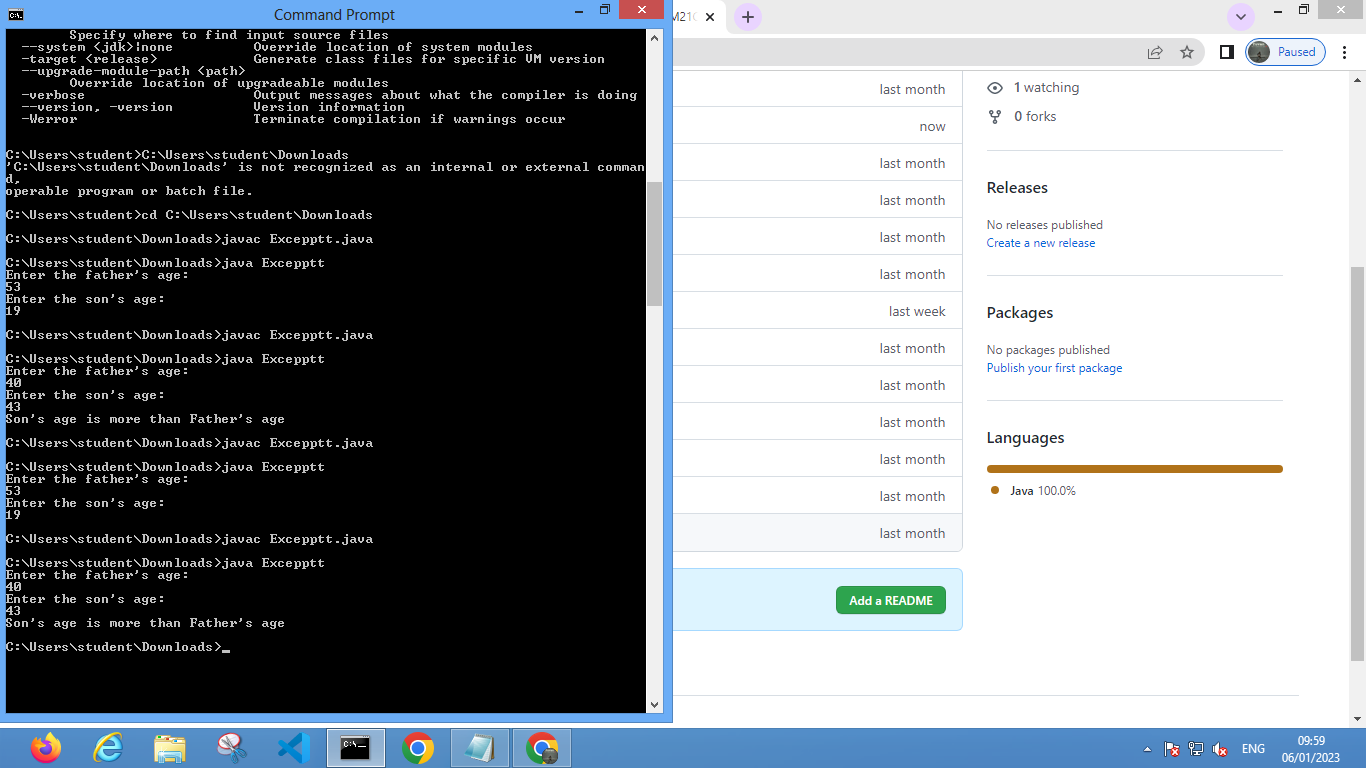 Command Prompt
Specify where to find input source files
--system <jdk>|none Override location of system modules
-target <release> Generate class files for specific VM version
--upgrade-module-path <path>
Override location of upgradeable modules
-verbose Output messages about what the compiler is doing
--version, -version Version information
-Werror Terminate compilation if warnings occur
C:\Users\student>C:\Users\student\Downloads
'C:\Users\student\Downloads' is not recognized as an internal or external comman
d,
operable program or batch file.
C:\Users\student>cd C:\Users\student\Downloads
C:\Users\student\Downloads>javac Excepptt.java
C:\Users\student\Downloads>java Excepptt
Enter the father's age:
53
Enter the son's age:
19
C:\Users\student\Downloads>javac Excepptt.java
C:\Users\student\Downloads>java Excepptt
Enter the father's age:
40
Enter the son's age:
43
Son's age is more than Father's age
C:\Users\student\Downloads>javac Excepptt.java
C:\Users\student\Downloads>java Excepptt
Enter the father's age:
53
Enter the son's age:
19
C:\Users\student\Downloads>javac Excepptt.java
C:\Users\student\Downloads>java Excepptt
Enter the father's age:
40
Enter the son's age:
43
Son's age is more than Father's age
C:\Users\student\Downloads>_
Paused
last month
now
last month
last month
last month
last month
last week
last month
last month
last month
last month
last month
last month
Add a README
1 watching
0 forks
Releases
No releases published
Create a new release
Packages
No packages published
Publish your first package
Languages
Java 100.0%
ENG
09:59
06/01/2023